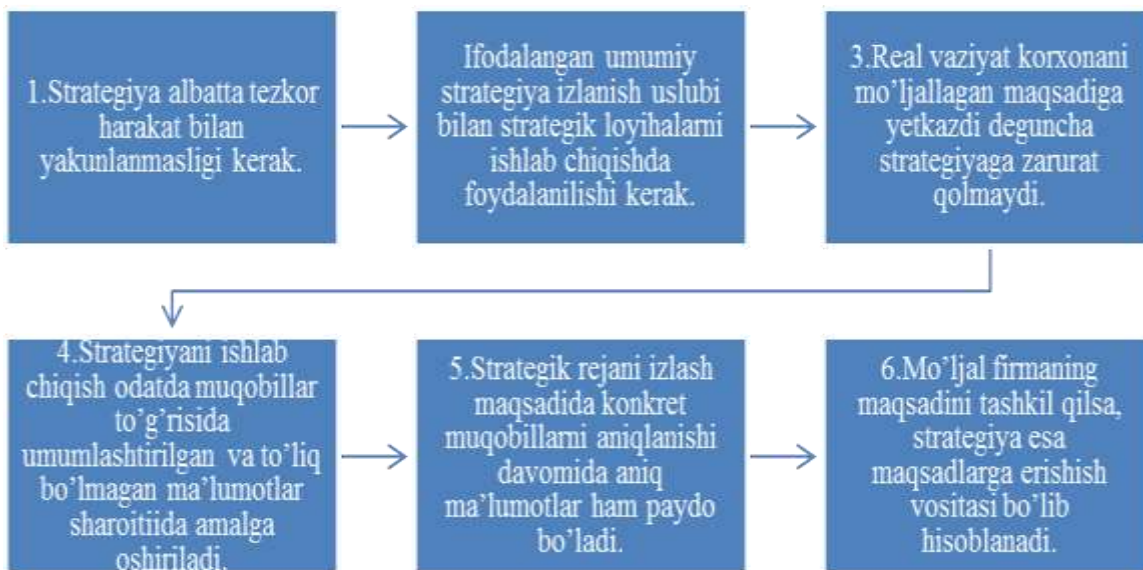 1.Strategiya albatta tezkor
harakat bilan
yakunlanmasligi kerak.
Ifodalangan umumiy
strategiya izlanish uslubi
bilan strategik loyihalarni
ishlab chiqishda
foydalanilishi kerak.
3.Real vaziyat korxonani
mo’ljallagan maqsadiga
yetkazdi deguncha
strategiyaga zarurat
qolmaydi.
4.Strategiyani ishlab
chiqish odatda muqobillar
to’g’risida
umumlashtirilgan va to’liq
bo’lmagan ma’lumotlar
sharoitiida amalga
oshiriladi.
5.Strategik rejani izlash
maqsadida konkret
muqobillarni aniqlanishi
davomida aniq
ma’lumotlar ham paydo
bo’ladi.
6.Mo’ljal firmaning
maqsadini tashkil qilsa,
strategiya esa
maqsadlarga erishish
vositasi bo’lib
hisoblanadi.